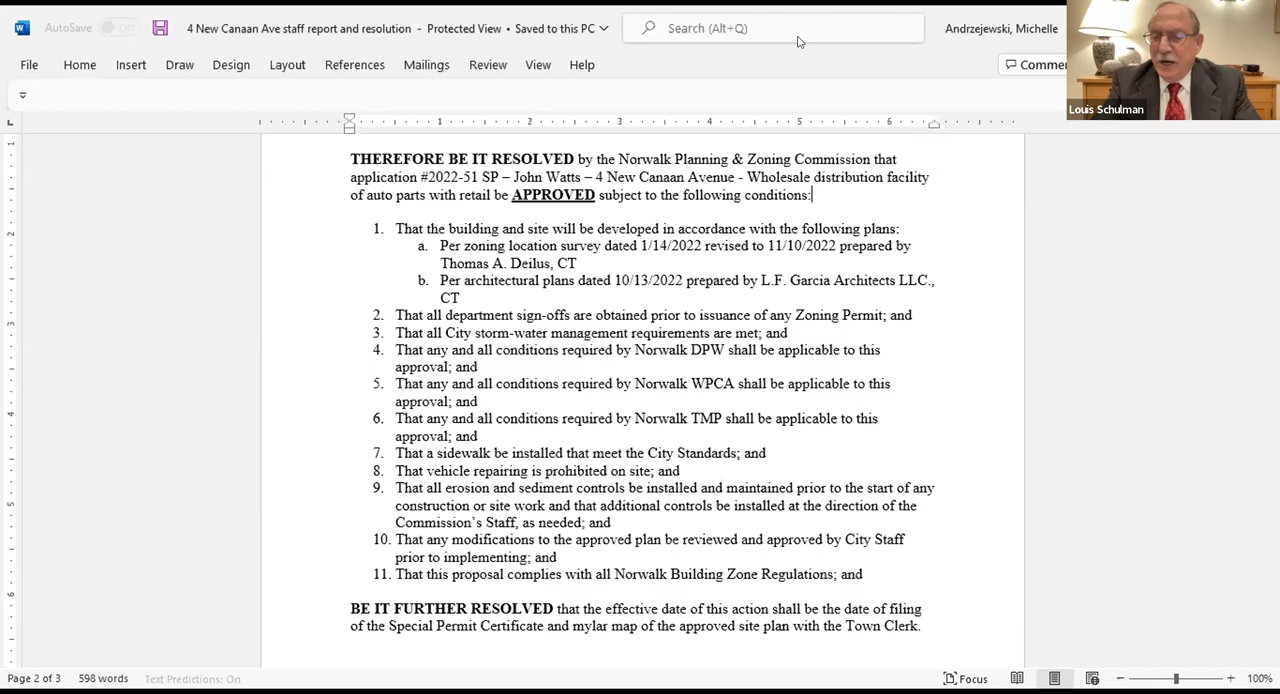 AutoSave Off 4 New Canaan Ave staff report and resolution - Protected View • Saved to this PC Search (Alt+Q) Andrzejewski, Michelle
File Home Insert Draw Design Layout References Mailings Review View Help Commen
Louis Schulman
1 2 3 4 5 6
THEREFORE BE IT RESOLVED by the Norwalk Planning & Zoning Commission that
application #2022-51 SP – John Watts – 4 New Canaan Avenue - Wholesale distribution facility
of auto parts with retail be APPROVED subject to the following conditions:
1. That the building and site will be developed in accordance with the following plans:
a. Per zoning location survey dated 1/14/2022 revised to 11/10/2022 prepared by
Thomas A. Deilus, CT
b. Per architectural plans dated 10/13/2022 prepared by L.F. Garcia Architects LLC.,
CT
2. That all department sign-offs are obtained prior to issuance of any Zoning Permit; and
3. That all City storm-water management requirements are met; and
4. That any and all conditions required by Norwalk DPW shall be applicable to this
approval; and
5. That any and all conditions required by Norwalk WPCA shall be applicable to this
approval; and
6. That any and all conditions required by Norwalk TMP shall be applicable to this
approval; and
7. That a sidewalk be installed that meet the City Standards; and
8. That vehicle repairing is prohibited on site; and
9. That all erosion and sediment controls be installed and maintained prior to the start of any
construction or site work and that additional controls be installed at the direction of the
Commission's Staff, as needed; and
10. That any modifications to the approved plan be reviewed and approved by City Staff
prior to implementing; and
11. That this proposal complies with all Norwalk Building Zone Regulations; and
BE IT FURTHER RESOLVED that the effective date of this action shall be the date of filing
of the Special Permit Certificate and mylar map of the approved site plan with the Town Clerk.
Page 2 of 3 598 words Text Predictions: On Focus 100%